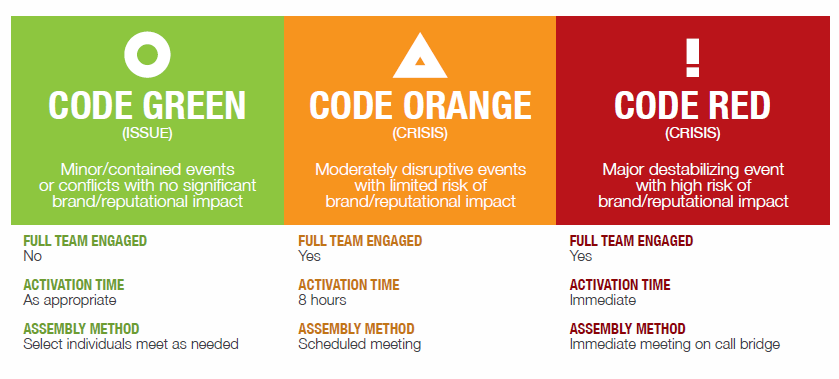 CODE GREEN
(ISSUE)
Minor/contained events
or conflicts with no significant
brand/reputational impact
FULL TEAM ENGAGED
No
ACTIVATION TIME
As appropriate
ASSEMBLY METHOD
Select individuals meet as needed
CODE ORANGE
(CRISIS)
Moderately disruptive events
with limited risk of
brand/reputational impact
FULL TEAM ENGAGED
Yes
ACTIVATION TIME
8 hours
ASSEMBLY METHOD
Scheduled meeting
!
CODE RED
(CRISIS)
Major destabilizing event
with high risk of
brand/reputational impact
FULL TEAM ENGAGED
Yes
ACTIVATION TIME
Immediate
ASSEMBLY METHOD
Immediate meeting on call bridge